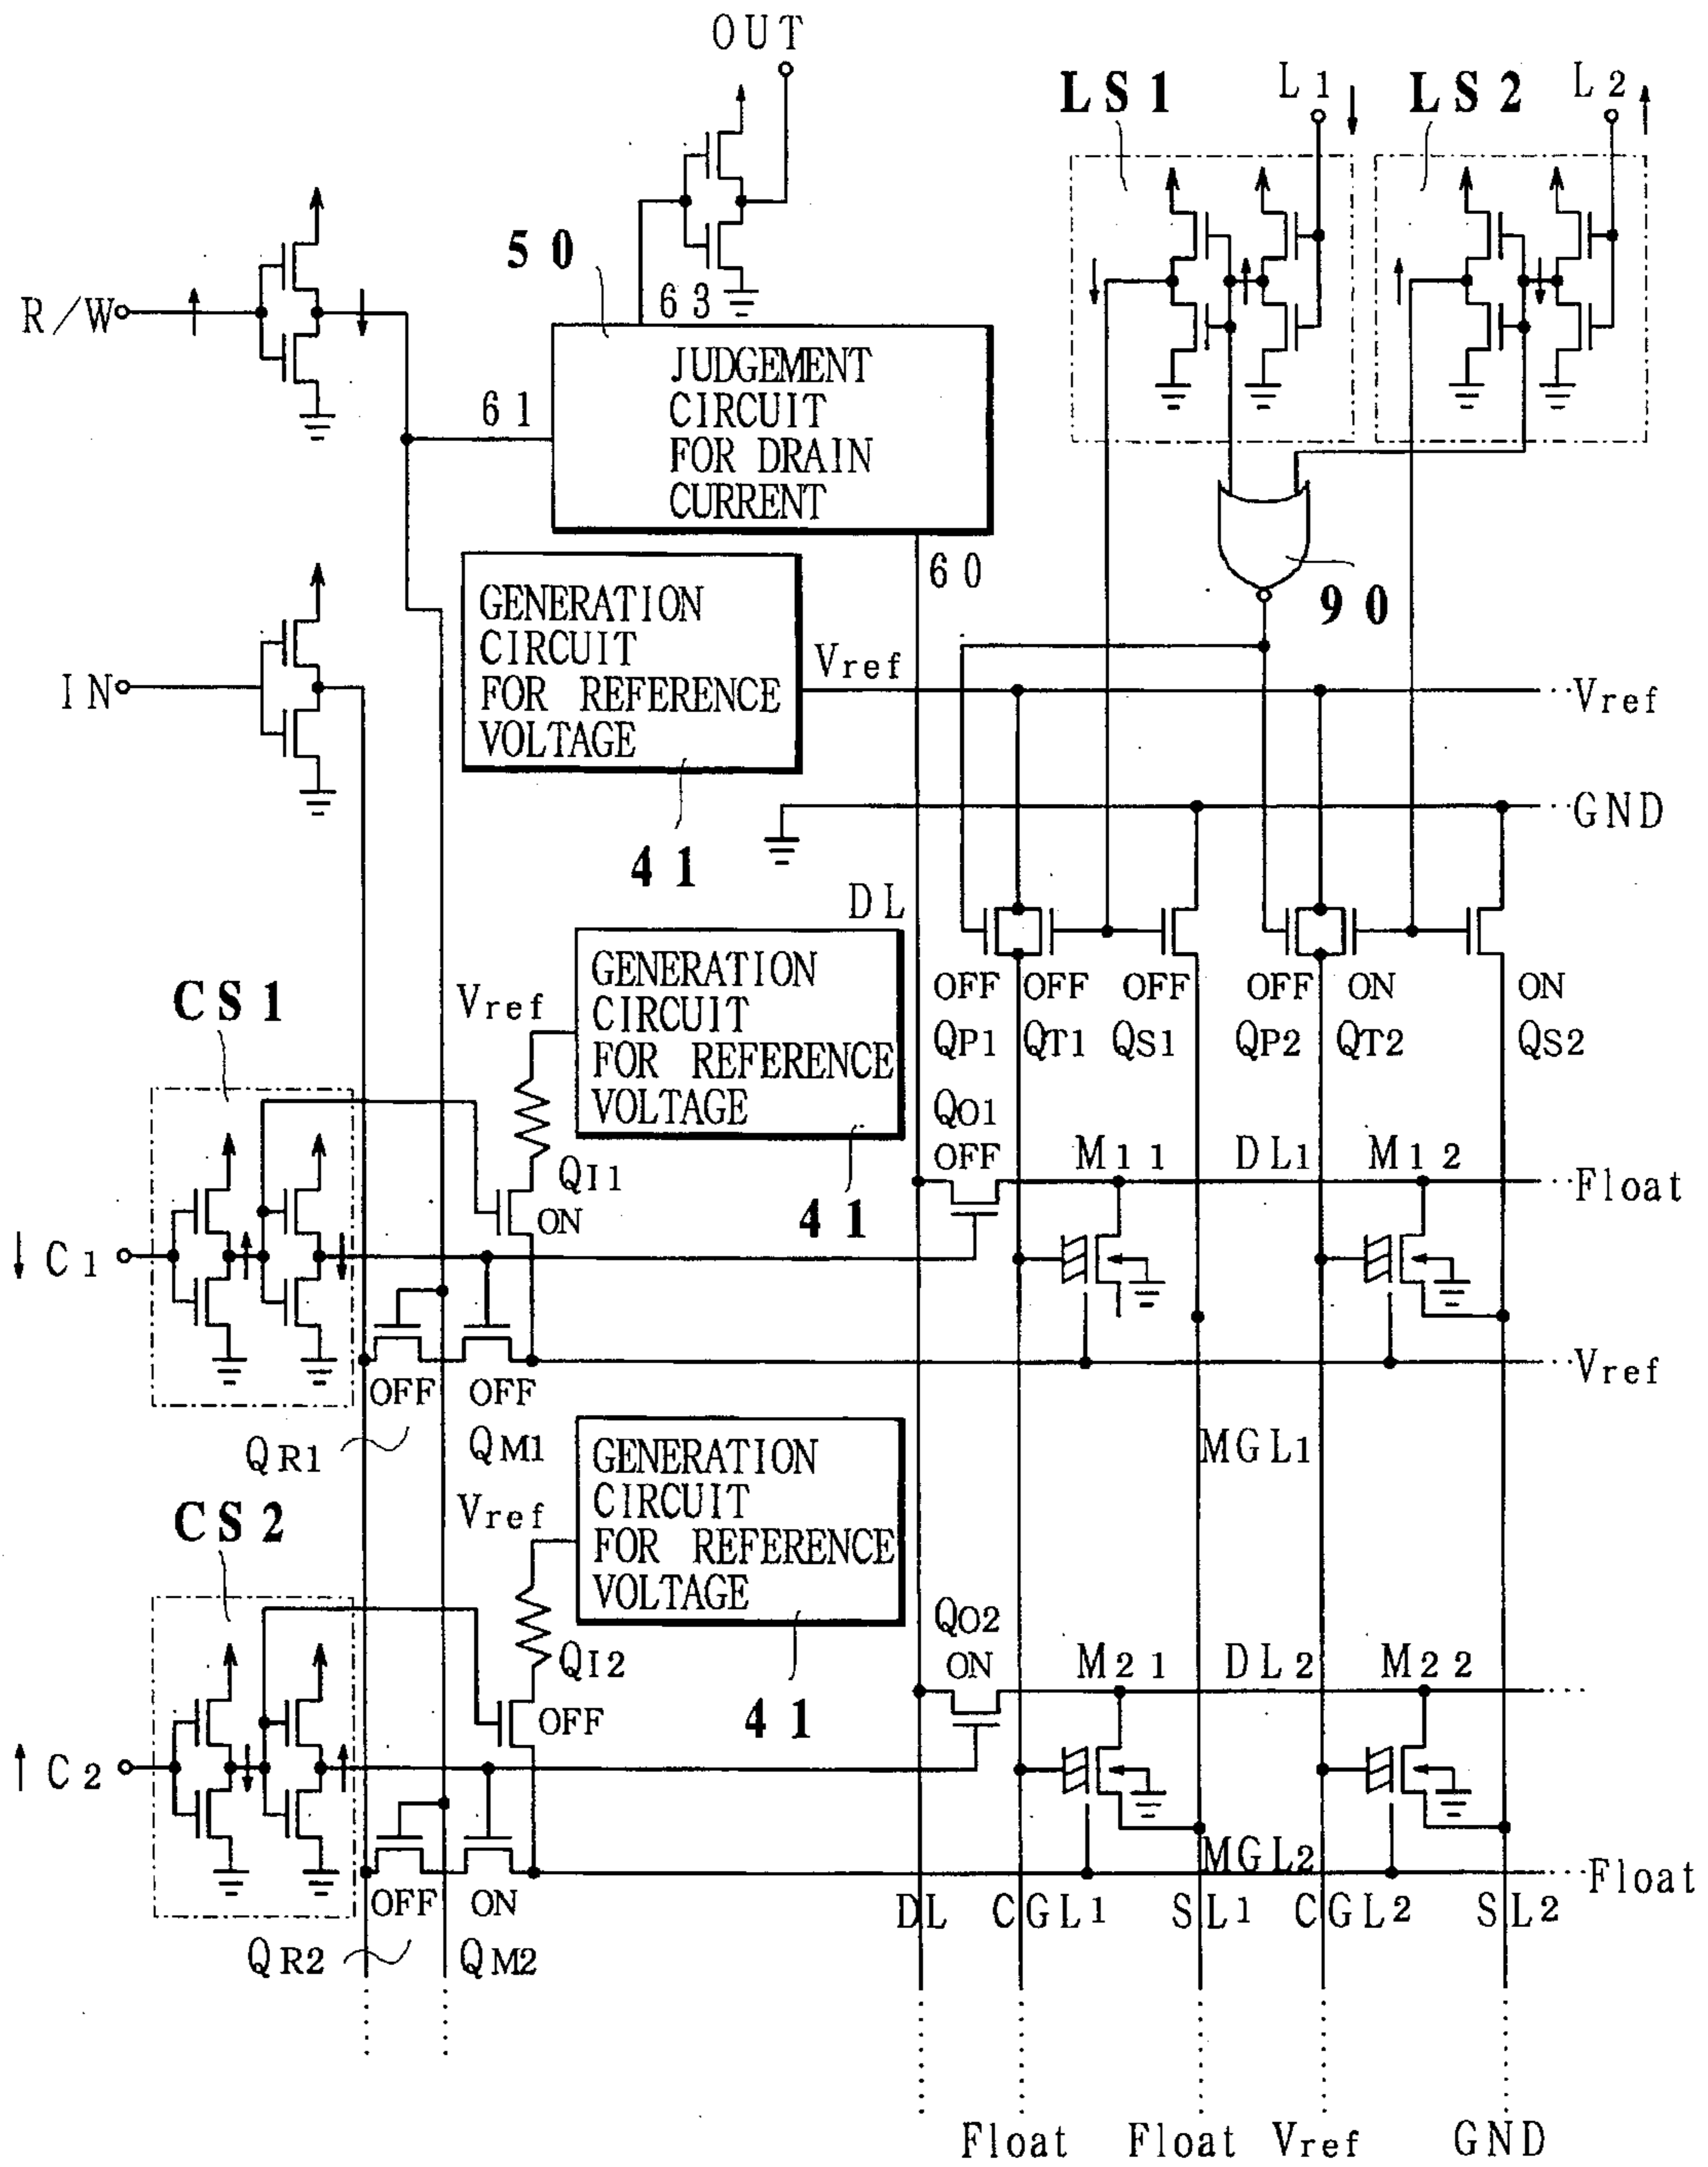 OUT
LS1
L1
LS2
L2
50
R/W
63
JUDGEMENT
CIRCUIT
FOR DRAIN
CURRENT
61
60
90
GENERATION
CIRCUIT
FOR REFERENCE
VOLTAGE
Vref
Vref
IN
GND
41
DL
GENERATION
CIRCUIT
FOR REFERENCE
VOLTAGE
Vref
CS1
OFF OFF OFF OFF ON ON
QP1 QT1 QS1 QP2 QT2 QS2
QO1
OFF
M11
DL1
M12
Float
QI1
ON
41
C1
OFF OFF
Vref
QR1
QM1
MGL1
GENERATION
CIRCUIT
FOR REFERENCE
VOLTAGE
Vref
CS2
QO2
ON
M21
DL2
M22
QI2
OFF
41
C2
MGL2
Float
OFF ON
QR2
QM2
DL CGL1 SL1 CGL2 SL2
Float Float Vref GND